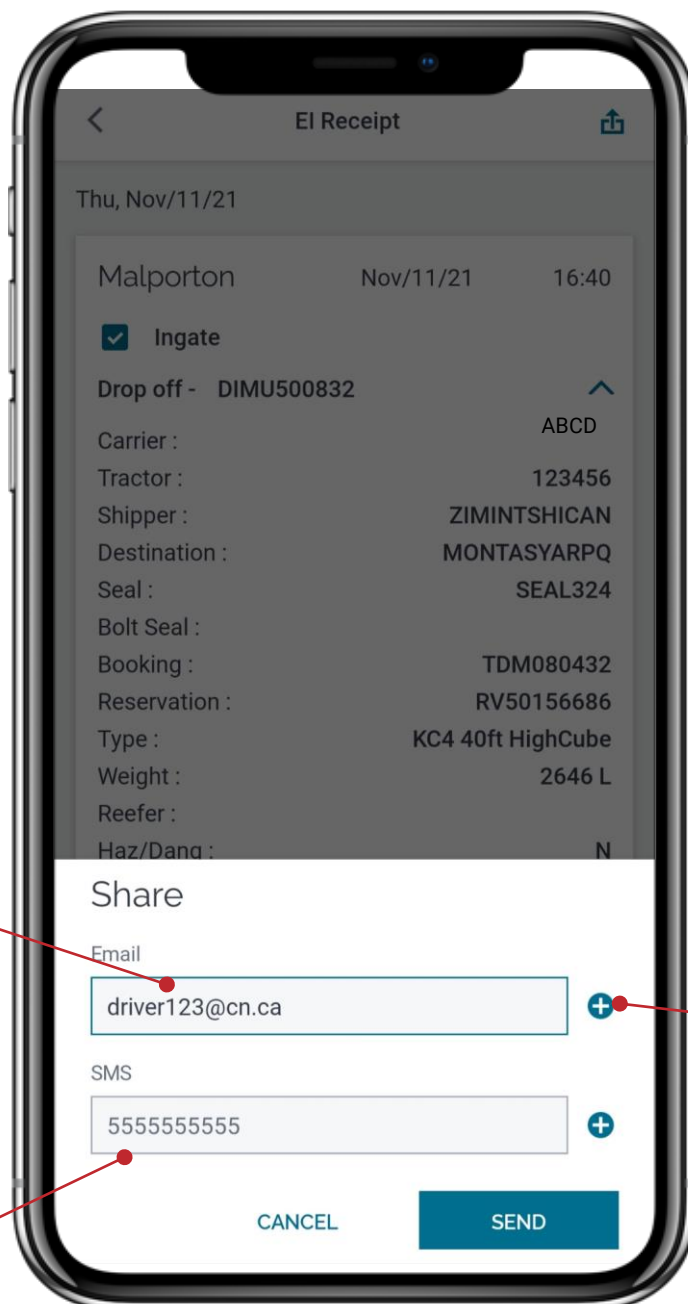 EI Receipt
Thu, Nov/11/21
Malporton Nov/11/21 16:40
Ingate
Drop off - DIMU500832
ABCD
Carrier :
Tractor : 123456
Shipper : ZIMINTSHICAN
Destination : MONTASYARPQ
Seal : SEAL324
Bolt Seal :
Booking : TDM080432
Reservation : RV50156686
Type : KC4 40ft HighCube
Weight : 2646 L
Reefer :
Haz/Dang : N
Share
Email
driver123@cn.ca
SMS
5555555555
CANCEL SEND